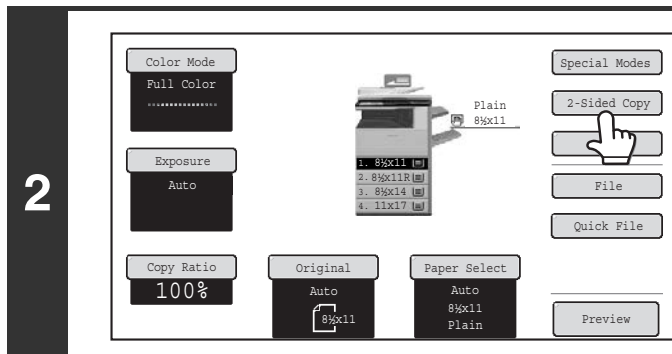 2
Color Mode
Full Color
Exposure
Auto
Copy Ratio
100%
Original
Auto
8½x11
Paper Select
Auto
8½x11
Plain
Plain
8½x11
1. 8½x11
2. 8½x11R
3. 8½x14
4. 11x17
Special Modes
2-Sided Copy
File
Quick File
Preview